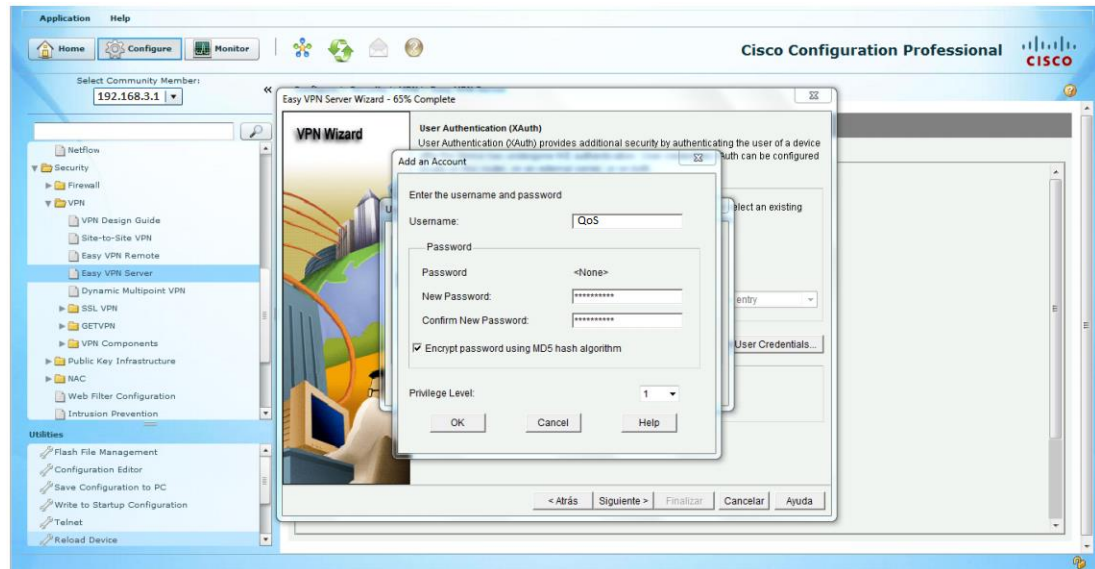 Application Help
Home Configure Monitor
Cisco Configuration Professional
CISCO
Select Community Member:
192.168.3.1
«
Netflow
Security
Firewall
VPN
VPN Design Guide
Site-to-Site VPN
Easy VPN Remote
Easy VPN Server
Dynamic Multipoint VPN
SSL VPN
GETVPN
VPN Components
Public Key Infrastructure
NAC
Web Filter Configuration
Intrusion Prevention
Utilities
Flash File Management
Configuration Editor
Save Configuration to PC
Write to Startup Configuration
Telnet
Reload Device
Easy VPN Server Wizard - 65% Complete
VPN Wizard
User Authentication (XAuth)
User Authentication (XAuth) provides additional security by authenticating the user of a device
Auth can be configured
elect an existing
entry
User Credentials...
Add an Account
Enter the username and password
Username: QoS
Password
Password <None>
New Password: **********
Confirm New Password: **********
Encrypt password using MD5 hash algorithm
Privilege Level: 1
OK Cancel Help
< Atrás Siguiente > Finalizar Cancelar Ayuda